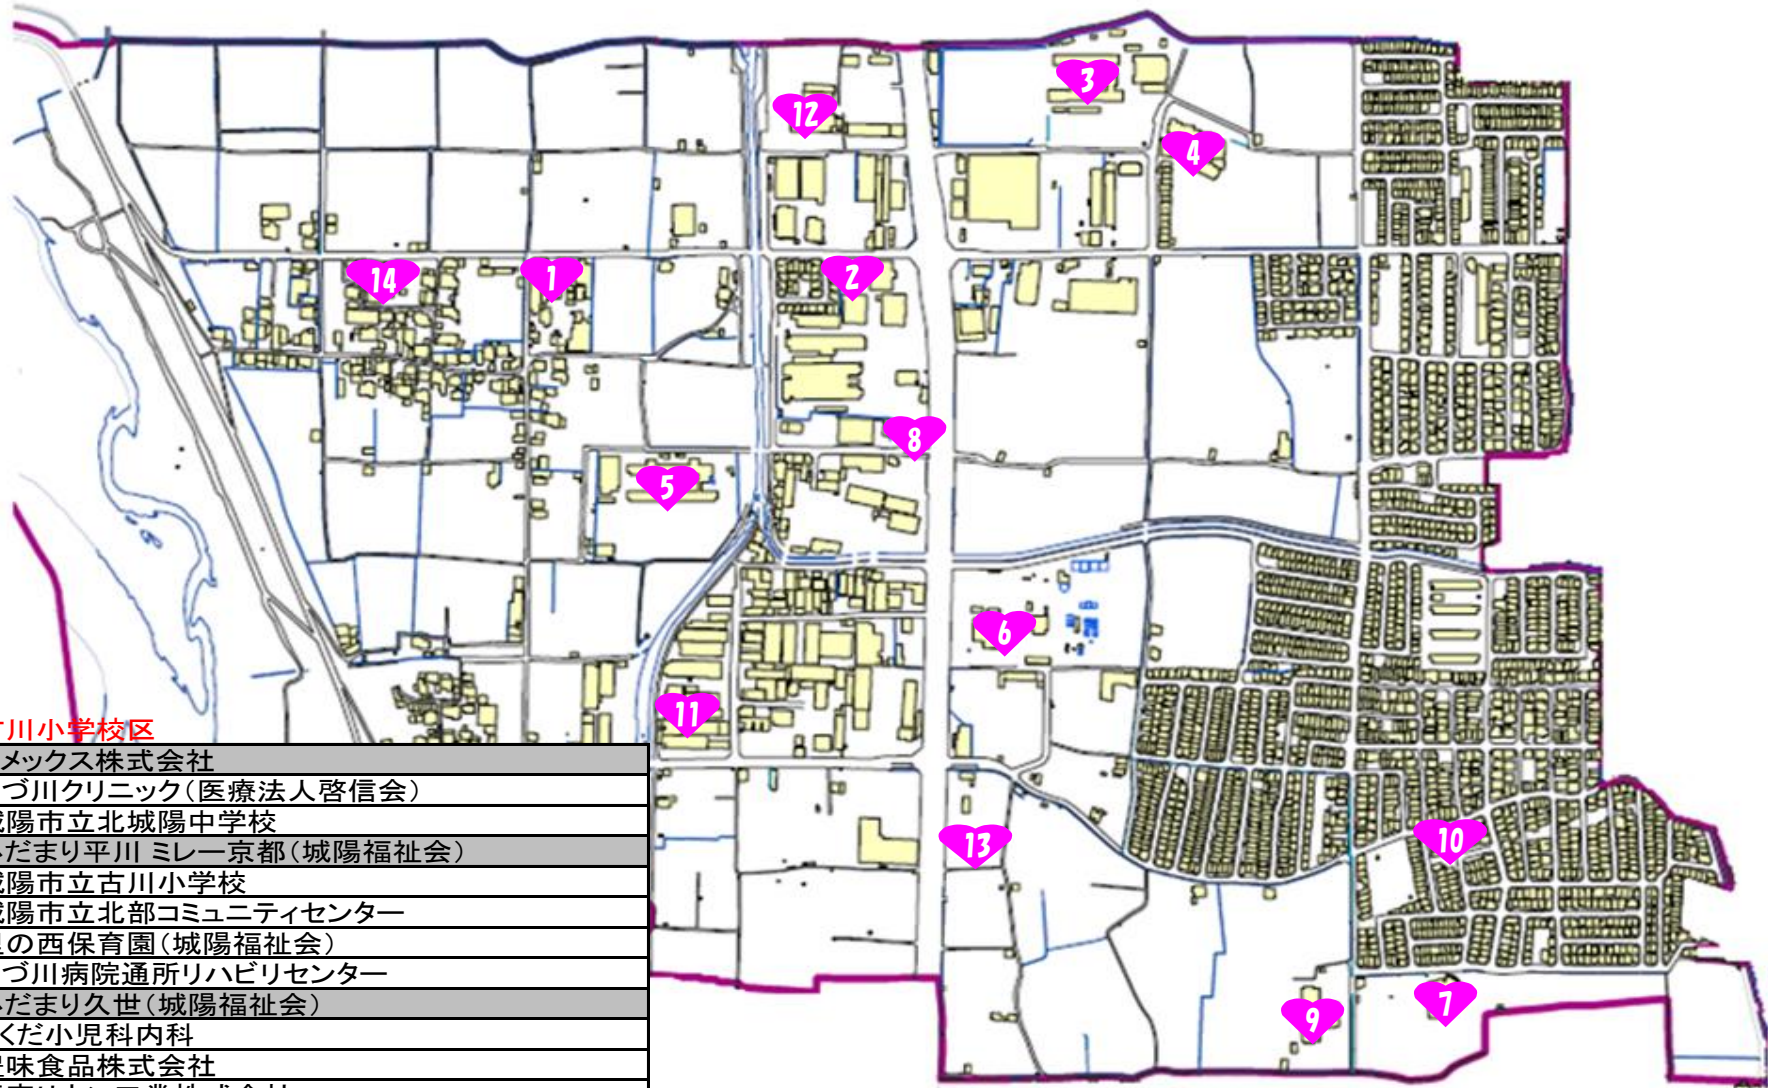 3
12
4
14
1
2
8
5
6
11
13
10
9
7
川小学校区
メックス株式会社
づ川クリニック(医療法人啓信会)
陽市立北城陽中学校
だまり平川 ミレー京都(城陽福祉会)
陽市立古川小学校
陽市立北部コミュニティセンター
の西保育園(城陽福祉会)
づ川病院通所リハビリセンター
だまり久世(城陽福祉会)
くだ小児科内科
味食品株式会社